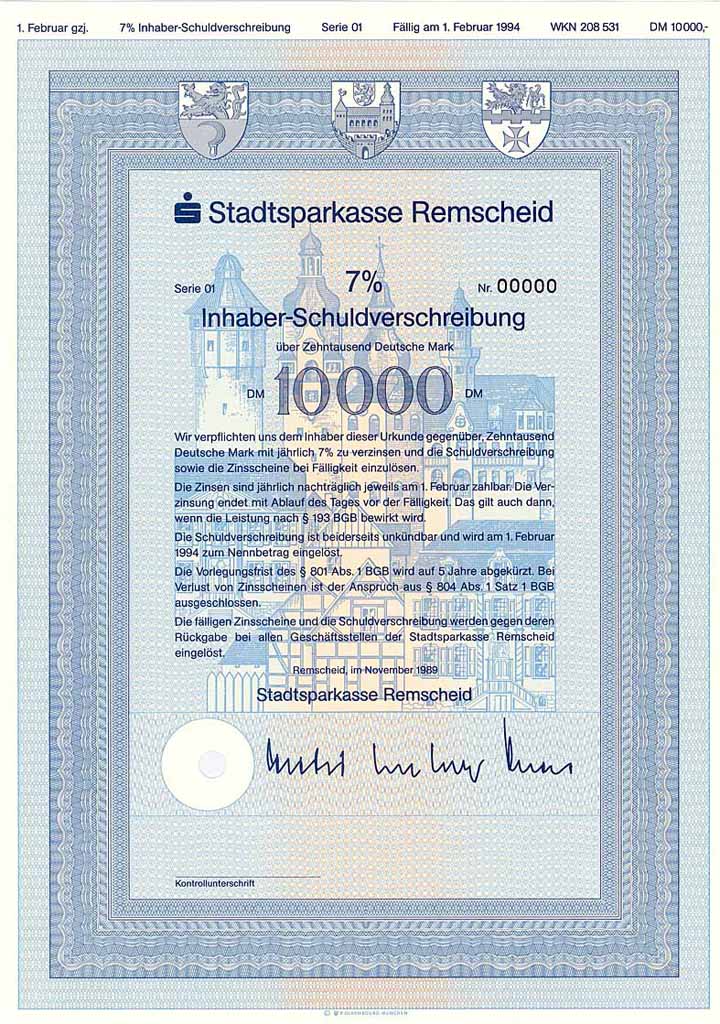 1. Februar gzj. 7% Inhaber-Schuldverschreibung Serie 01 Fällig am 1. Februar 1994 WKN 208 531 DM 10000,-
Stadtsparkasse Remscheid
Serie 01 7% Nr. 00000
Inhaber-Schuldverschreibung
über Zehntausend Deutsche Mark
DM 10000 DM
Wir verpflichten uns dem Inhaber dieser Urkunde gegenüber, Zehntausend
Deutsche Mark mit jährlich 7% zu verzinsen und die Schuldverschreibung
sowie die Zinsscheine bei Fälligkeit einzulösen.
Die Zinsen sind jährlich nachträglich jeweils am 1. Februar zahlbar. Die Ver-
zinsung endet mit Ablauf des Tages vor der Fälligkeit. Das gilt auch dann,
wenn die Leistung nach § 193 BGB bewirkt wird.
Die Schuldverschreibung ist beiderseits unkündbar und wird am 1. Februar
1994 zum Nennbetrag eingelöst.
Die Vorlegungsfrist des § 801 Abs. 1 BGB wird auf 5 Jahre abgekürzt. Bei
Verlust von Zinsscheinen ist der Anspruch aus § 804 Abs. 1 Satz 1 BGB
ausgeschlossen.
Die fälligen Zinsscheine und die Schuldverschreibung werden gegen deren
Rückgabe bei allen Geschäftsstellen der Stadtsparkasse Remscheid
eingelöst.
Remscheid, im November 1989
Stadtsparkasse Remscheid
Kontrollunterschrift